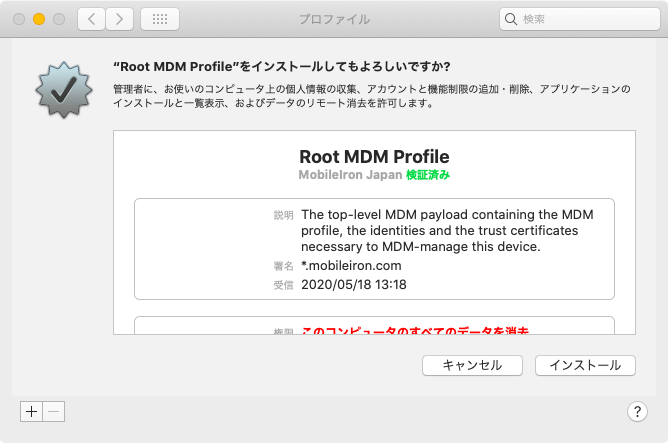 プロファイル
検索
“Root MDM Profile”をインストールしてもよろしいですか?
管理者に、お使いのコンピュータ上の個人情報の収集、アカウントと機能制限の追加・削除、アプリケーションの
インストールと一覧表示、およびデータのリモート消去を許可します。
Root MDM Profile
MobileIron Japan 検証済み
説明 The top-level MDM payload containing the MDM
profile, the identities and the trust certificates
necessary to MDM-manage this device.
署名 *.mobileiron.com
受信 2020/05/18 13:18
権限 このコンピュータのすべてのデータを消去
キャンセル インストール
+ −
?